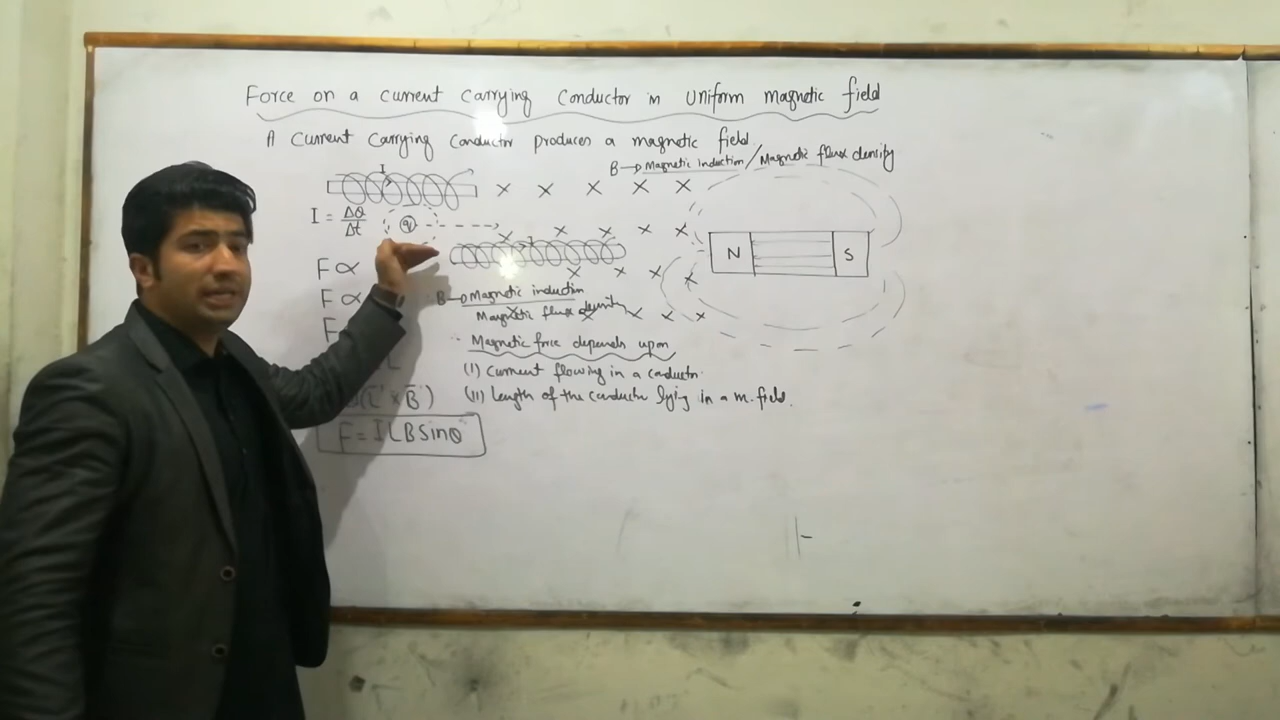 Force on a current carrying conductor in uniform magnetic field
A current carrying conductor produces a magnetic field.
B→ Magnetic induction/Magnetic flux density
I
I = ΔQ/Δt
q
I
N S
F ∝
F ∝
F
B→ Magnetic induction
Magnetic flux density
Magnetic force depends upon
(I) current flowing in a conductor.
(II) length of the conductor lying in a m.field.
(L × B)
F = ILBSinθ